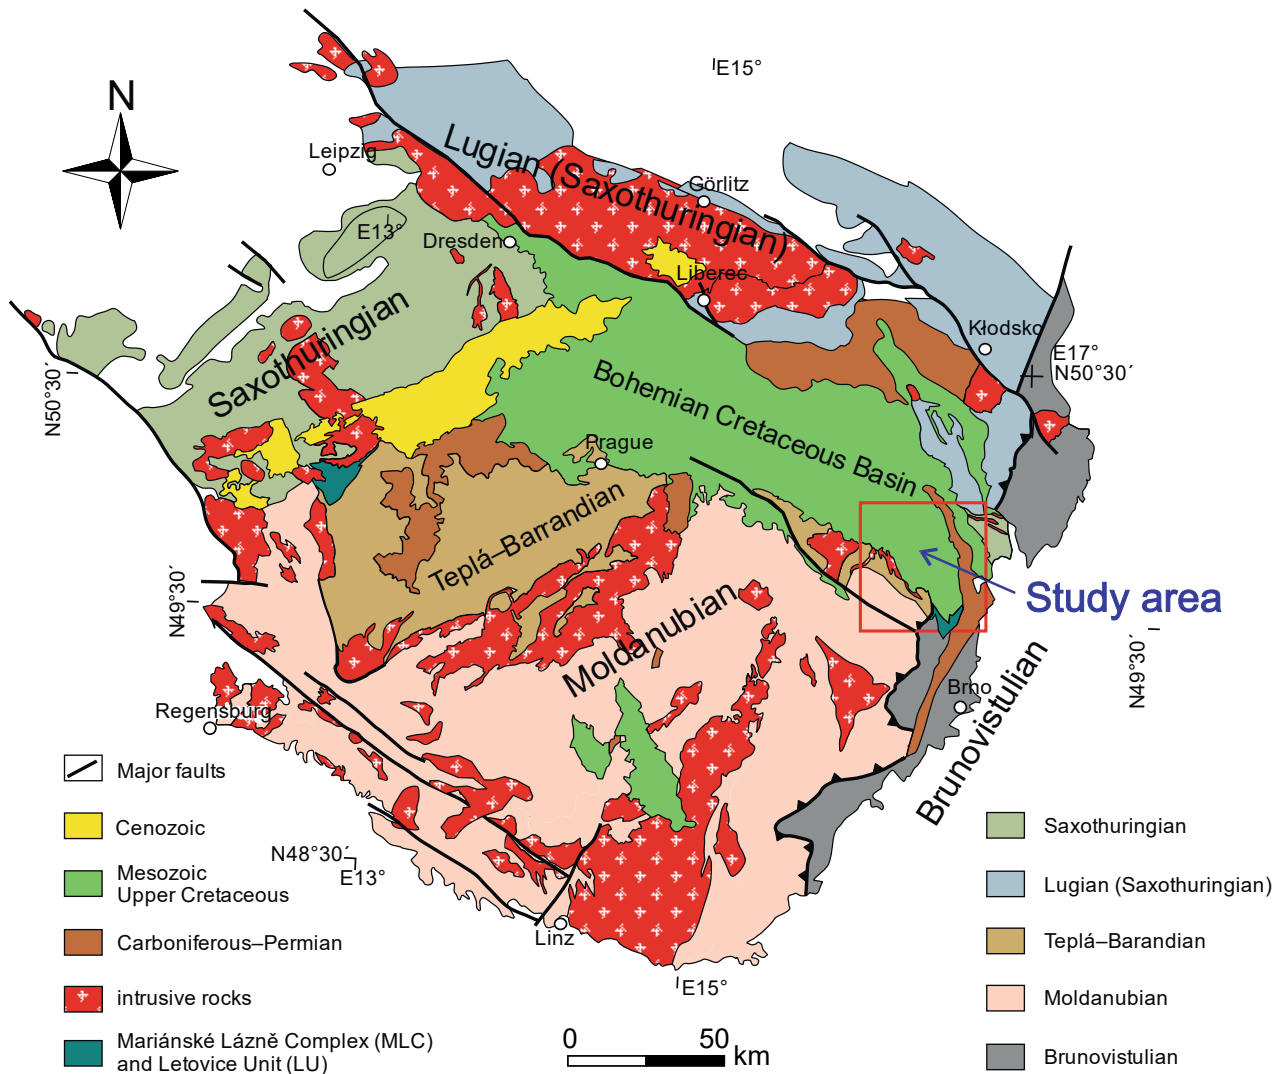 N
E15°
Leipzig
Lugian (Saxothuringian)
Görlitz
E13°
Dresden
Liberec
Kłodsko
E17°
N50°30´
N50°30´
Saxothuringian
Bohemian Cretaceous Basin
Prague
Teplá–Barrandian
N49°30´
Study area
Moldanubian
N49°30´
Brno
Brunovistulian
Regensburg
Major faults
Cenozoic
Mesozoic
Upper Cretaceous
Carboniferous–Permian
intrusive rocks
Mariánské Lázně Complex (MLC)
and Letovice Unit (LU)
N48°30´
E13°
Linz
E15°
0 50 km
Saxothuringian
Lugian (Saxothuringian)
Teplá–Barandian
Moldanubian
Brunovistulian